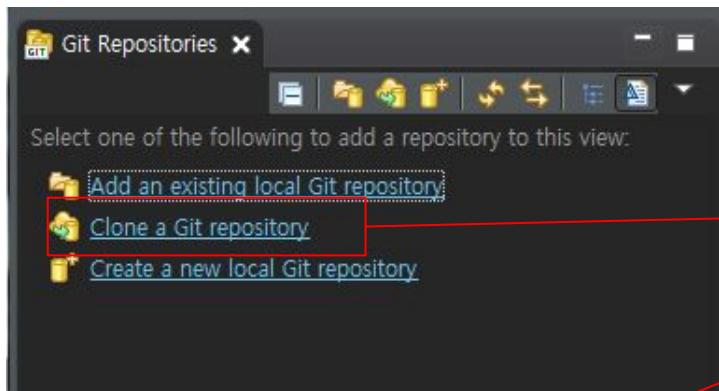 GIT Git Repositories
Select one of the following to add a repository to this view:
Add an existing local Git repository
Clone a Git repository
Create a new local Git repository